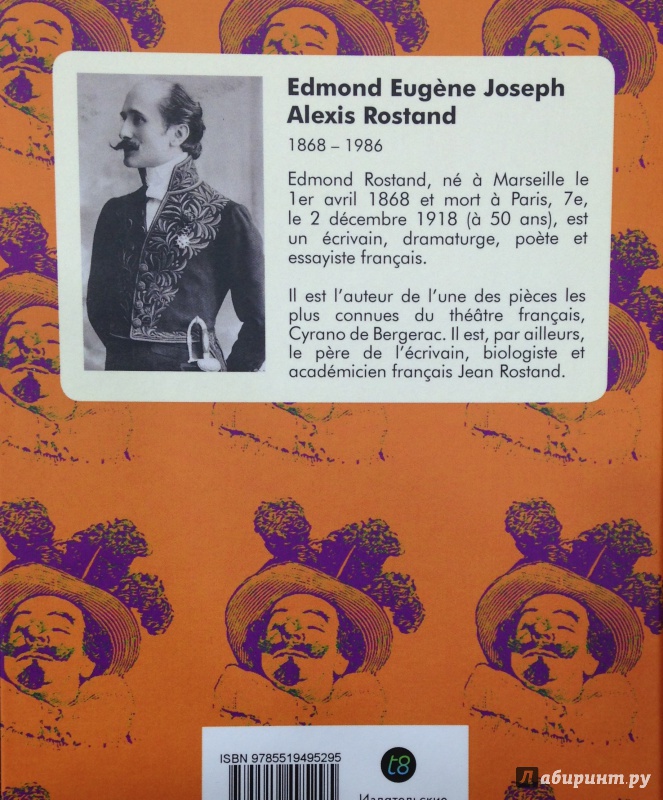 Edmond Eugène Joseph
Alexis Rostand
1868 – 1986
Edmond Rostand, né à Marseille le
1er avril 1868 et mort à Paris, 7e,
le 2 décembre 1918 (à 50 ans), est
un écrivain, dramaturge, poète et
essayiste français.
Il est l’auteur de l’une des pièces les
plus connues du théâtre français,
Cyrano de Bergerac. Il est, par ailleurs,
le père de l’écrivain, biologiste et
académicien français Jean Rostand.
ISBN 9785519495295
t8
Издательские
Лабиринт.ру